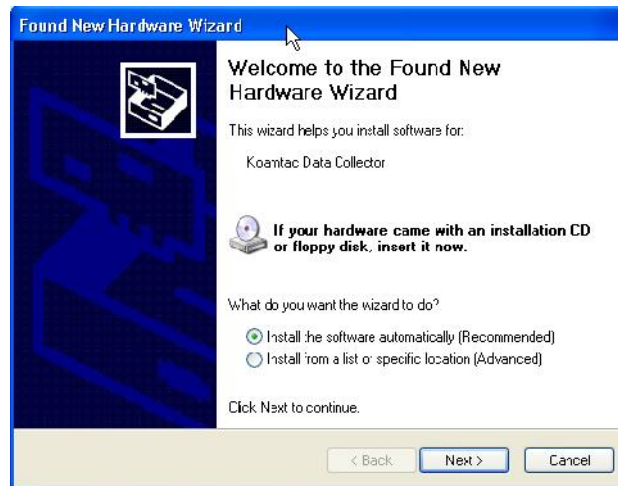 Found New Hardware Wizard
Welcome to the Found New
Hardware Wizard
This wizard helps you install software for:
Koamtac Data Collector
If your hardware came with an installation CD
or floppy disk, insert it now.
What do you want the wizard to do?
Install the software automatically (Recommended)
Install from a list or specific location (Advanced)
Click Next to continue.
< Back
Next >
Cancel